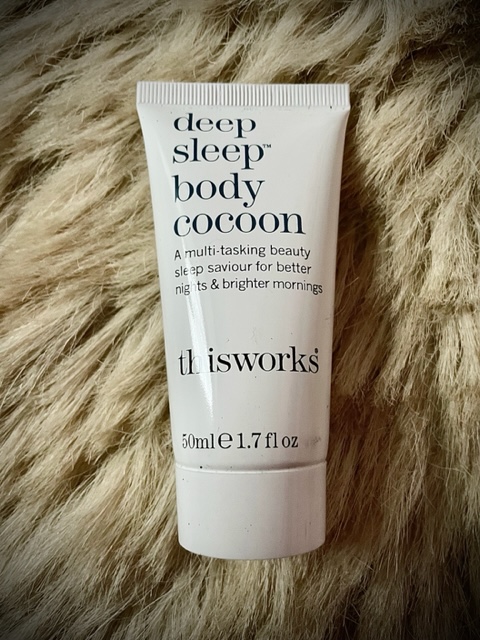 deep
sleep™
body
cocoon
A multi-tasking beauty
sleep saviour for better
nights & brighter mornings
thisworks®
50ml e 1.7 fl oz